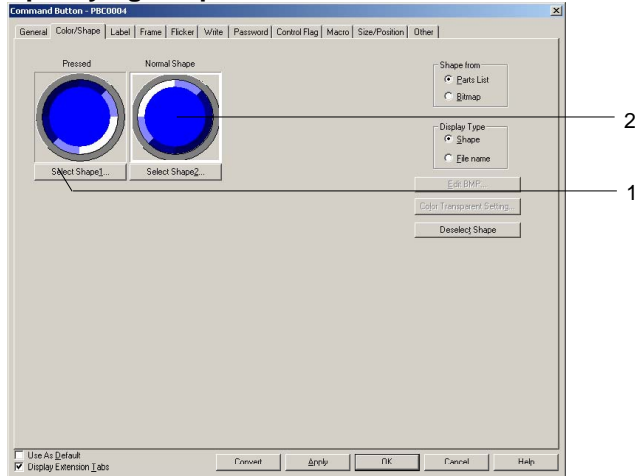 Command Button - PBC0004
General Color/Shape Label Frame Flicker Write Password Control Flag Macro Size/Position Other
Pressed Normal Shape
Shape from
Parts List
Bitmap
2
Display Type
Shape
File name
Select Shape1... Select Shape2...
Edit BMP...
1
Color Transparent Setting...
Deselect Shape
Use As Default
Display Extension Tabs
Convert Apply OK Cancel Help